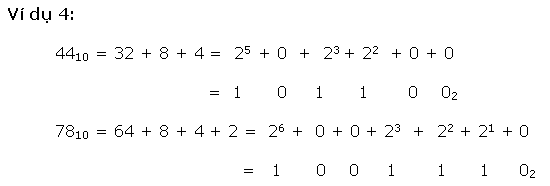 Ví dụ 4:
44₁₀ = 32 + 8 + 4 = 2⁵ + 0 + 2³ + 2² + 0 + 0
= 1 0 1 1 0 0₂
78₁₀ = 64 + 8 + 4 + 2 = 2⁶ + 0 + 0 + 2³ + 2² + 2¹ + 0
= 1 0 0 1 1 1 0₂